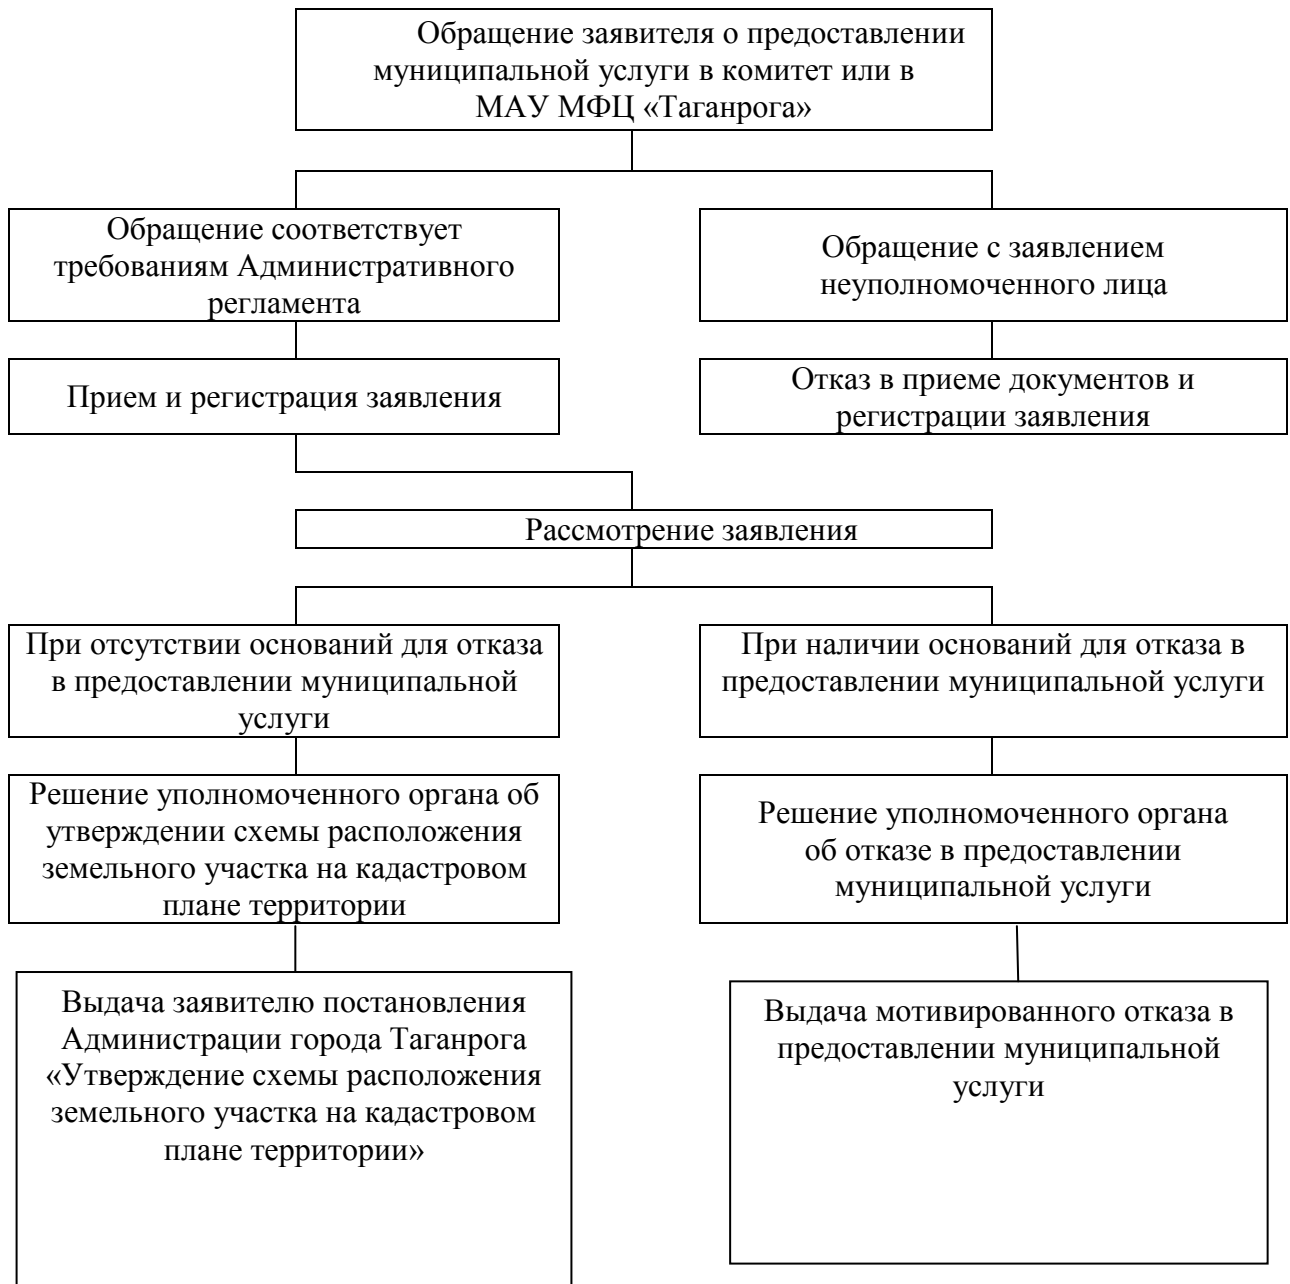 Обращение заявителя о предоставлении
муниципальной услуги в комитет или в
МАУ МФЦ «Таганрога»
Обращение соответствует
требованиям Административного
регламента
Обращение с заявлением
неуполномоченного лица
Прием и регистрация заявления
Отказ в приеме документов и
регистрации заявления
Рассмотрение заявления
При отсутствии оснований для отказа
в предоставлении муниципальной
услуги
При наличии оснований для отказа в
предоставлении муниципальной услуги
Решение уполномоченного органа об
утверждении схемы расположения
земельного участка на кадастровом
плане территории
Решение уполномоченного органа
об отказе в предоставлении
муниципальной услуги
Выдача заявителю постановления
Администрации города Таганрога
«Утверждение схемы расположения
земельного участка на кадастровом
плане территории»
Выдача мотивированного отказа в
предоставлении муниципальной
услуги